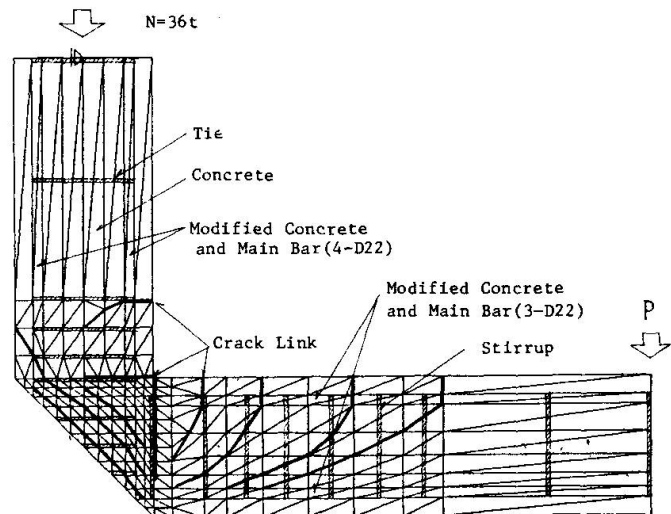 N=36t
Tie
Concrete
Modified Concrete
and Main Bar(4-D22)
Modified Concrete
and Main Bar(3-D22)
P
Crack Link
Stirrup